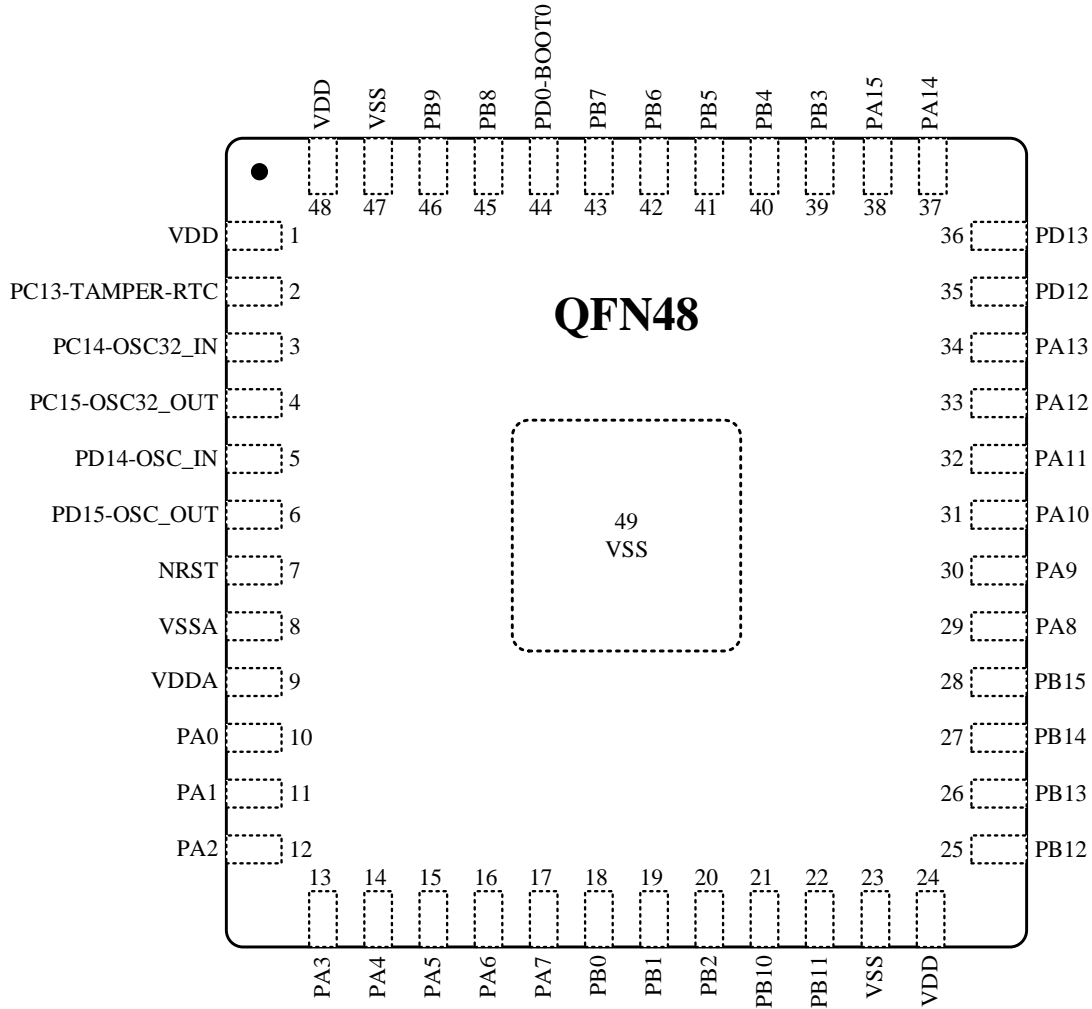 VDD
VSS
PB9
PB8
PD0-BOOT0
PB7
PB6
PB5
PB4
PB3
PA15
PA14
48
47
46
45
44
43
42
41
40
39
38
37
VDD 1
PC13-TAMPER-RTC 2
PC14-OSC32_IN 3
PC15-OSC32_OUT 4
PD14-OSC_IN 5
PD15-OSC_OUT 6
NRST 7
VSSA 8
VDDA 9
PA0 10
PA1 11
PA2 12
QFN48
49
VSS
36 PD13
35 PD12
34 PA13
33 PA12
32 PA11
31 PA10
30 PA9
29 PA8
28 PB15
27 PB14
26 PB13
25 PB12
13
14
15
16
17
18
19
20
21
22
23
24
PA3
PA4
PA5
PA6
PA7
PB0
PB1
PB2
PB10
PB11
VSS
VDD